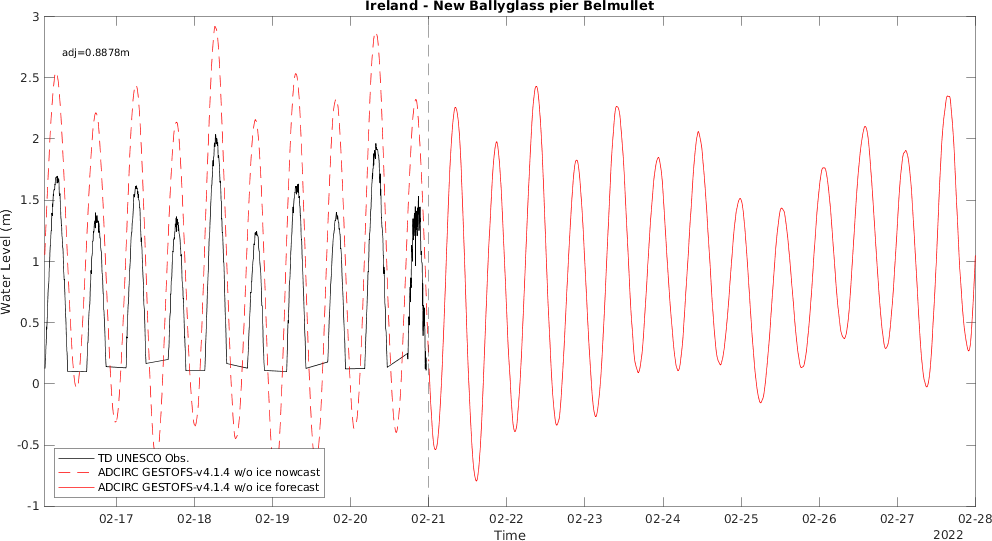 Ireland - New Ballyglass pier Belmullet
adj=0.8878m
Water Level (m)
3
2.5
2
1.5
1
0.5
0
-0.5
-1
TD UNESCO Obs.
ADCIRC GESTOFS-v4.1.4 w/o ice nowcast
ADCIRC GESTOFS-v4.1.4 w/o ice forecast
02-17 02-18 02-19 02-20 02-21 02-22 02-23 02-24 02-25 02-26 02-27 02-28
Time
2022